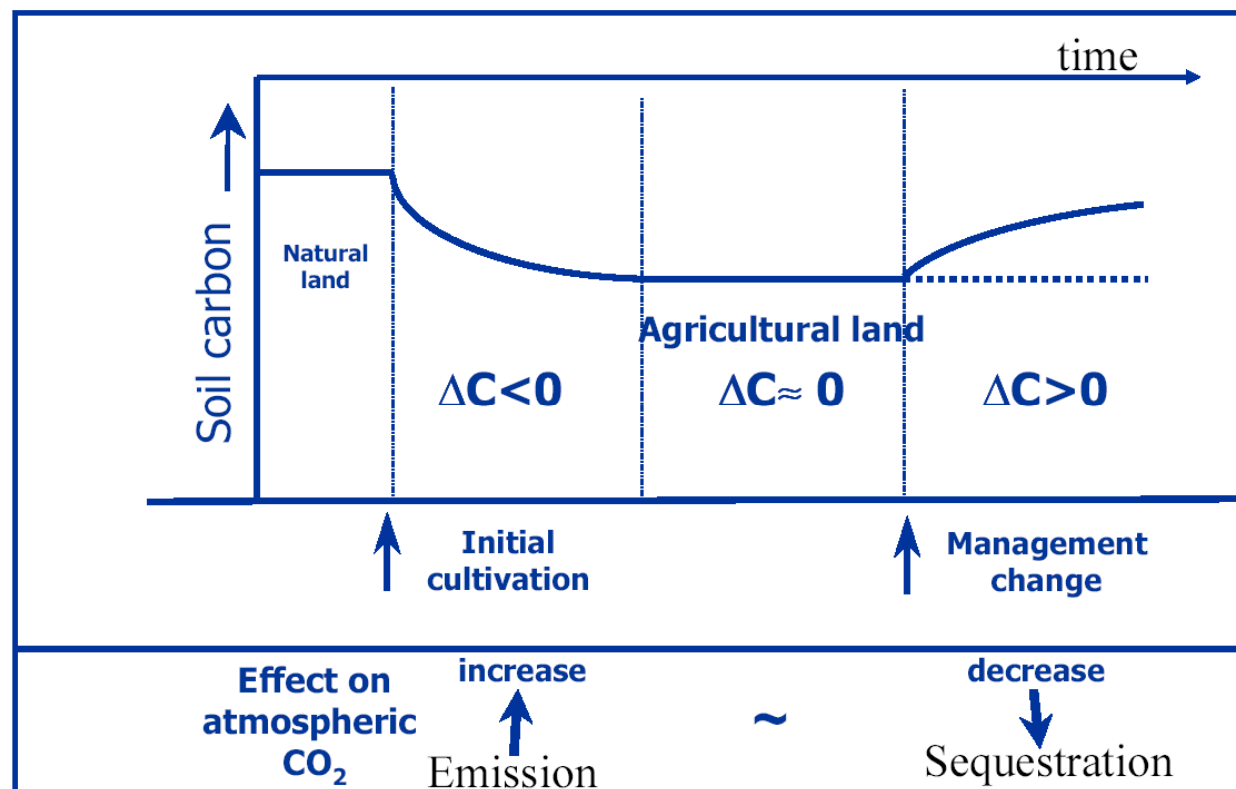 time
Soil carbon
Natural
land
Agricultural land
ΔC<0
ΔC≈ 0
ΔC>0
Initial
cultivation
Management
change
Effect on
atmospheric
CO₂
increase
Emission
~
decrease
Sequestration